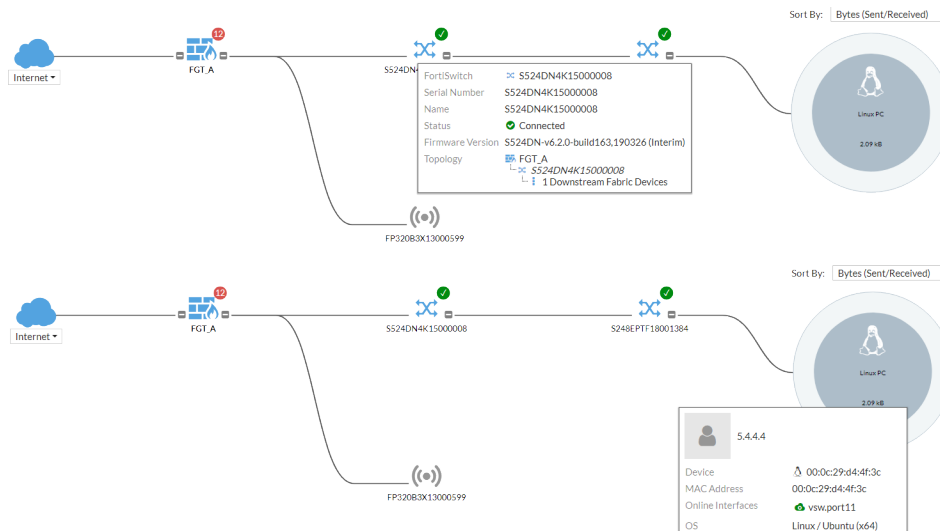 Sort By: Bytes (Sent/Received)
12
Internet
FGT_A
S524DN4
FortiSwitch S524DN4K15000008
Serial Number S524DN4K15000008
Name S524DN4K15000008
Status Connected
Firmware Version S524DN-v6.2.0-build163,190326 (Interim)
Topology FGT_A
S524DN4K15000008
1 Downstream Fabric Devices
Linux PC
2.09 kB
FP320B3X13000599
Sort By: Bytes (Sent/Received)
12
Internet
FGT_A
S524DN4K15000008
S248EPTF18001384
Linux PC
2.09 kB
FP320B3X13000599
5.4.4.4
Device 00:0c:29:d4:4f:3c
MAC Address 00:0c:29:d4:4f:3c
Online Interfaces vsw.port11
OS Linux / Ubuntu (x64)